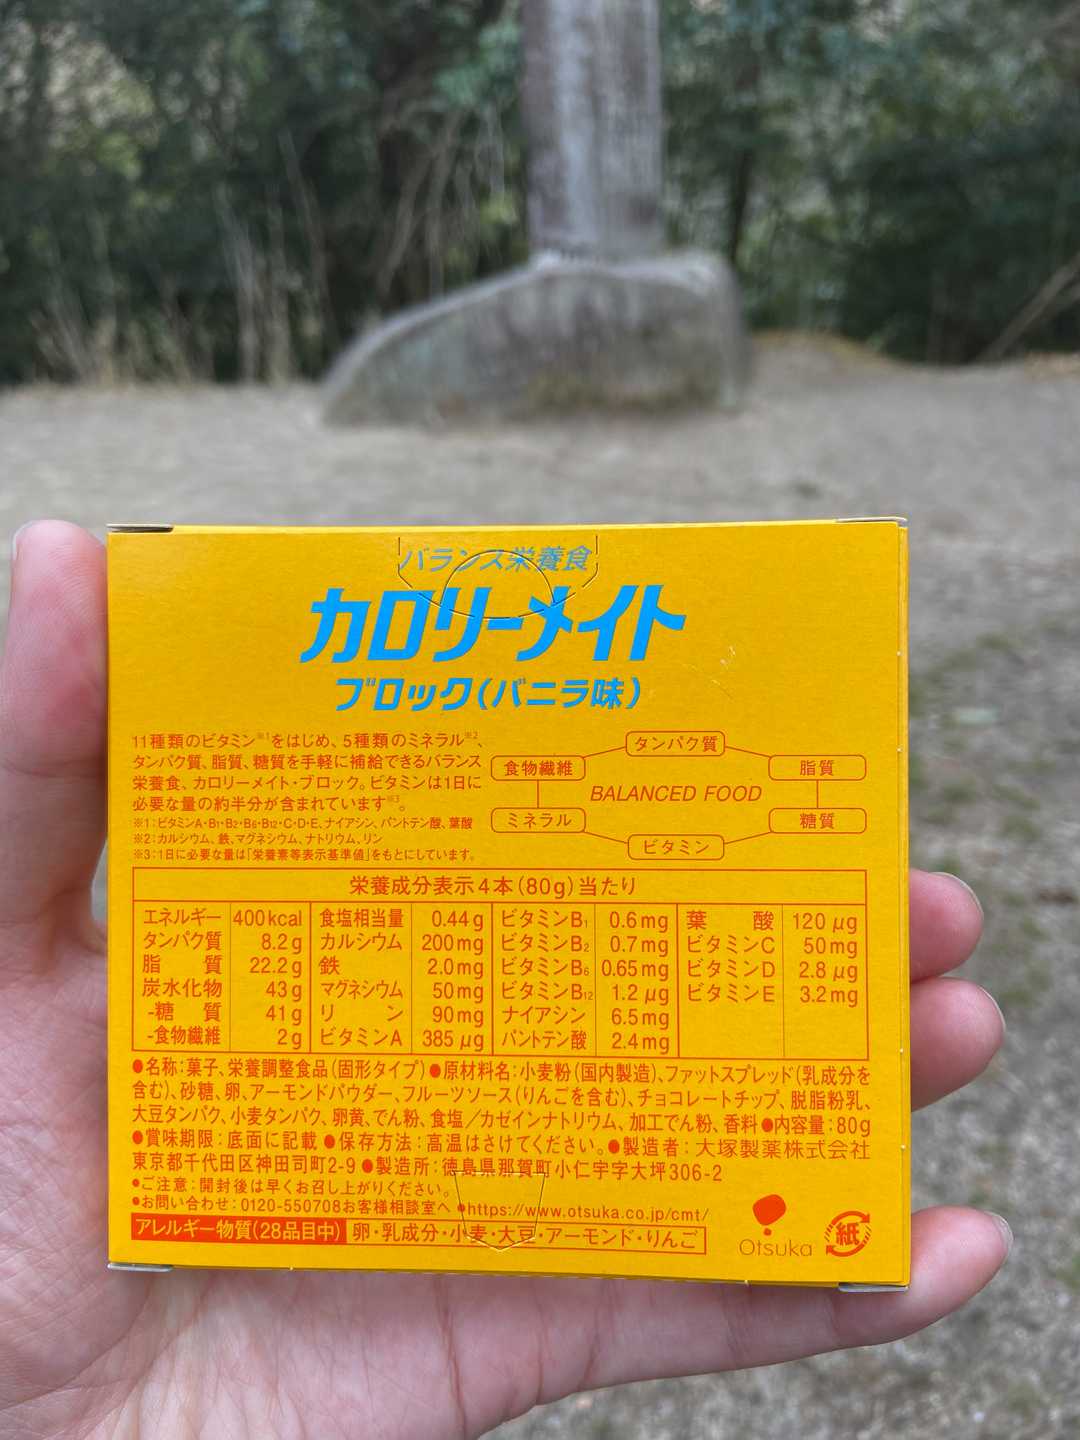 バランス栄養食
カロリーメイト
ブロック(バニラ味)
11種類のビタミン※1をはじめ、5種類のミネラル※2、
タンパク質、脂質、糖質を手軽に補給できるバランス
栄養食、カロリーメイト・ブロック。ビタミンは1日に
必要な量の約半分が含まれています※3。
※1:ビタミンA・B1・B2・B6・B12・C・D・E、ナイアシン、パントテン酸、葉酸
※2:カルシウム、鉄、マグネシウム、ナトリウム、リン
※3:1日に必要な量は「栄養素等表示基準値」をもとにしています。
タンパク質
食物繊維
脂質
BALANCED FOOD
ミネラル
糖質
ビタミン
栄養成分表示4本(80g)当たり
エネルギー 400kcal 食塩相当量 0.44g ビタミンB1 0.6mg 葉酸 120μg
タンパク質 8.2g カルシウム 200mg ビタミンB2 0.7mg ビタミンC 50mg
脂質 22.2g 鉄 2.0mg ビタミンB6 0.65mg ビタミンD 2.8μg
炭水化物 43g マグネシウム 50mg ビタミンB12 1.2μg ビタミンE 3.2mg
-糖質 41g リン 90mg ナイアシン 6.5mg
-食物繊維 2g ビタミンA 385μg パントテン酸 2.4mg
●名称:菓子、栄養調整食品(固形タイプ)●原材料名:小麦粉(国内製造)、ファットスプレッド(乳成分を
含む)、砂糖、卵、アーモンドパウダー、フルーツソース(りんごを含む)、チョコレートチップ、脱脂粉乳、
大豆タンパク、小麦タンパク、卵黄、でん粉、食塩/カゼインナトリウム、加工でん粉、香料●内容量:80g
●賞味期限:底面に記載●保存方法:高温はさけてください。●製造者:大塚製薬株式会社
東京都千代田区神田司町2-9●製造所:徳島県那賀町小仁宇字大坪306-2
●ご注意:開封後は早くお召し上がりください。
●お問い合わせ:0120-550708お客様相談室へ ●https://www.otsuka.co.jp/cmt/
アレルギー物質(28品目中) 卵・乳成分・小麦・大豆・アーモンド・りんご
Otsuka
紙